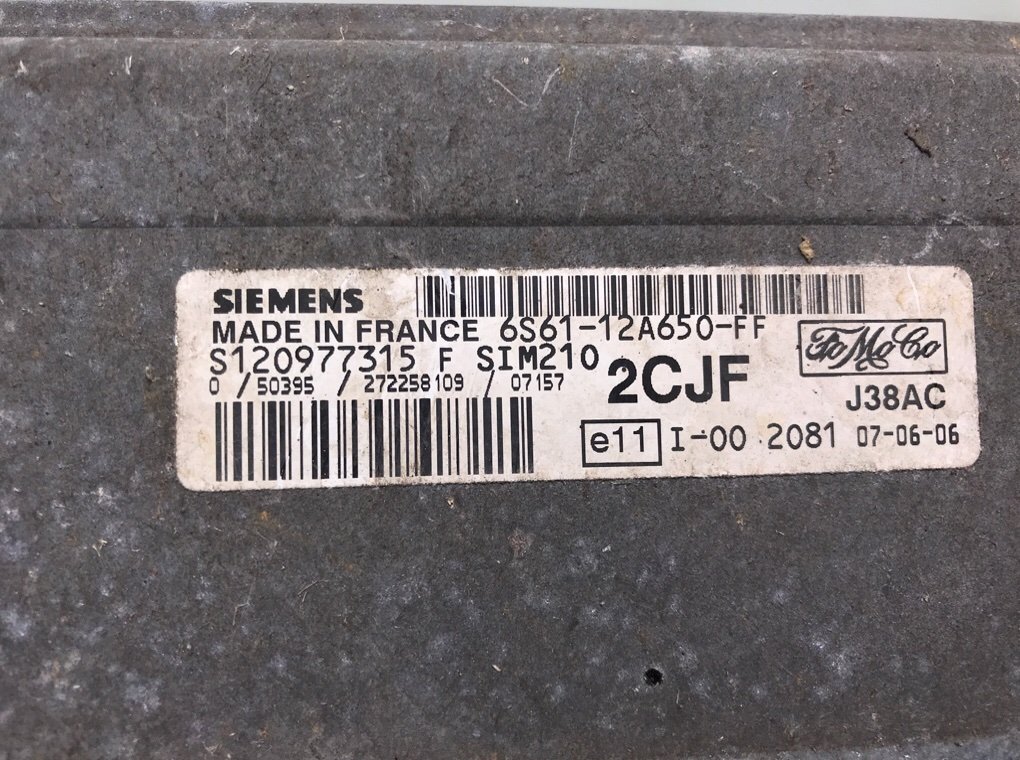 SIEMENS
MADE IN FRANCE 6S61-12A650-FF
S120977315 F SIM210
0 / 50395 / 272258109 / 07157
2CJF
FoMoCo
J38AC
e11 I-00 2081 07-06-06